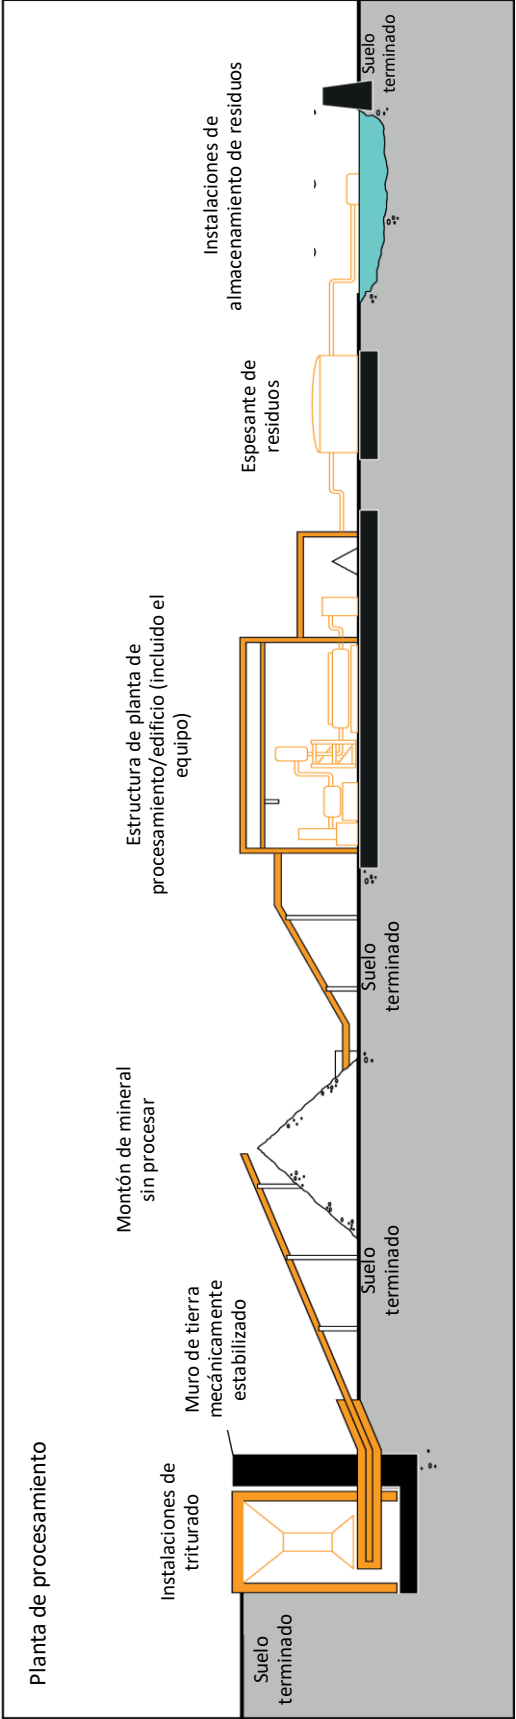 Planta de procesamiento
Suelo
terminado
Instalaciones de
triturado
Muro de tierra
mecánicamente
estabilizado
Suelo
terminado
Montón de mineral
sin procesar
Suelo
terminado
Estructura de planta de
procesamiento/edificio (incluido el
equipo)
Espesante de
residuos
Instalaciones de
almacenamiento de residuos
Suelo
terminado